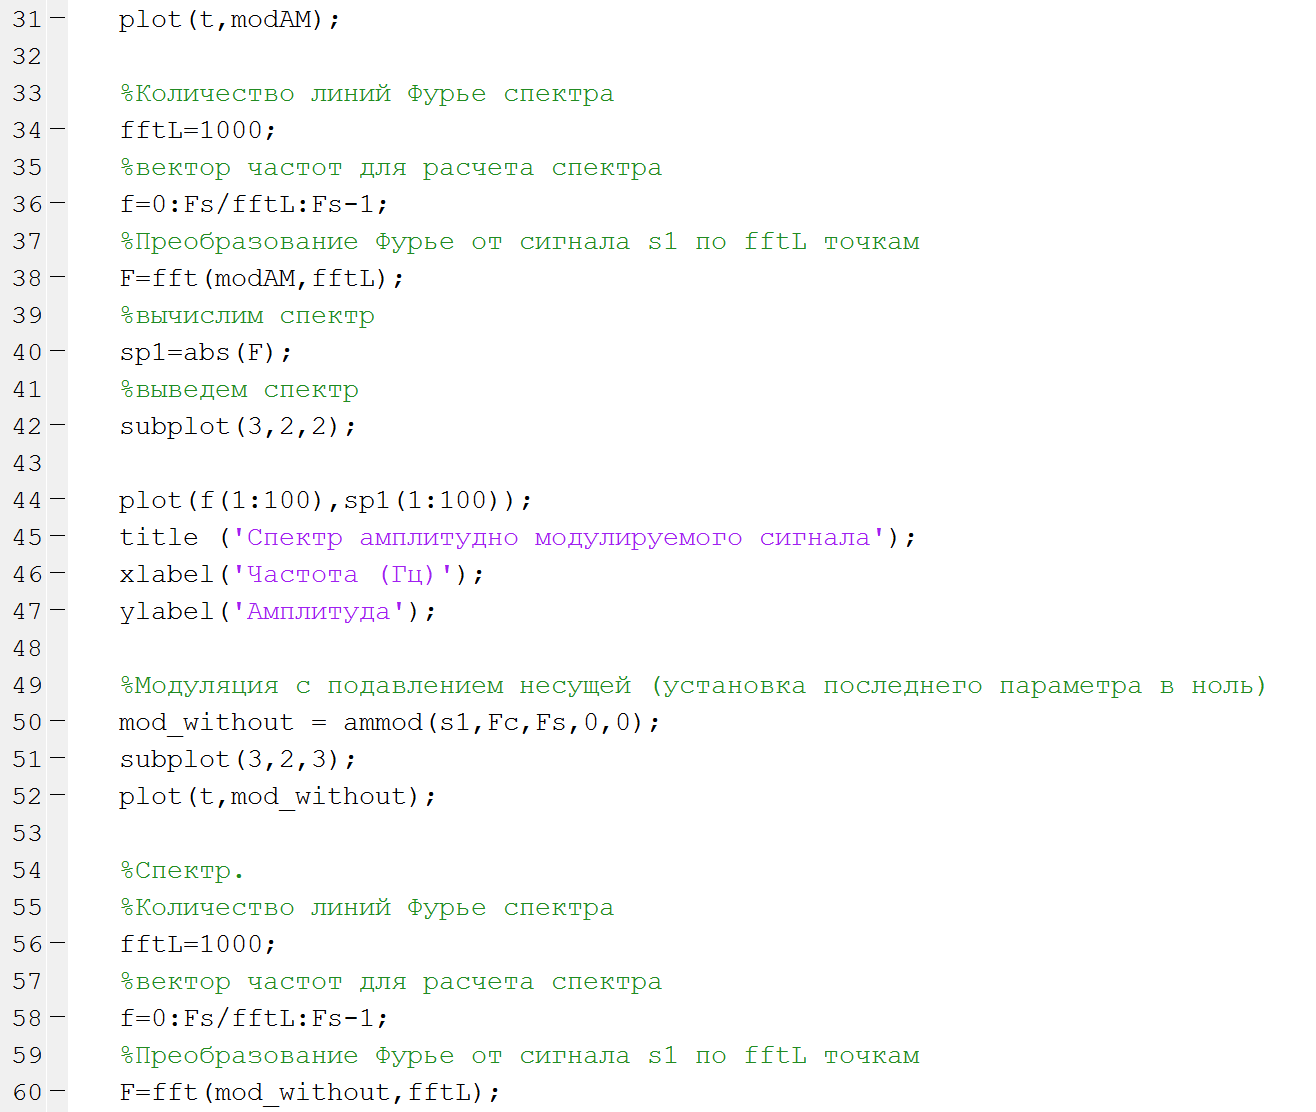 31 plot(t,modAM);
32
33 %Количество линий Фурье спектра
34 fftL=1000;
35 %вектор частот для расчета спектра
36 f=0:Fs/fftL:Fs-1;
37 %Преобразование Фурье от сигнала s1 по fftL точкам
38 F=fft(modAM,fftL);
39 %вычислим спектр
40 sp1=abs(F);
41 %выведем спектр
42 subplot(3,2,2);
43
44 plot(f(1:100),sp1(1:100));
45 title ('Спектр амплитудно модулируемого сигнала');
46 xlabel('Частота (Гц)');
47 ylabel('Амплитуда');
48
49 %Модуляция с подавлением несущей (установка последнего параметра в ноль)
50 mod_without = ammod(s1,Fc,Fs,0,0);
51 subplot(3,2,3);
52 plot(t,mod_without);
53
54 %Спектр.
55 %Количество линий Фурье спектра
56 fftL=1000;
57 %вектор частот для расчета спектра
58 f=0:Fs/fftL:Fs-1;
59 %Преобразование Фурье от сигнала s1 по fftL точкам
60 F=fft(mod_without,fftL);